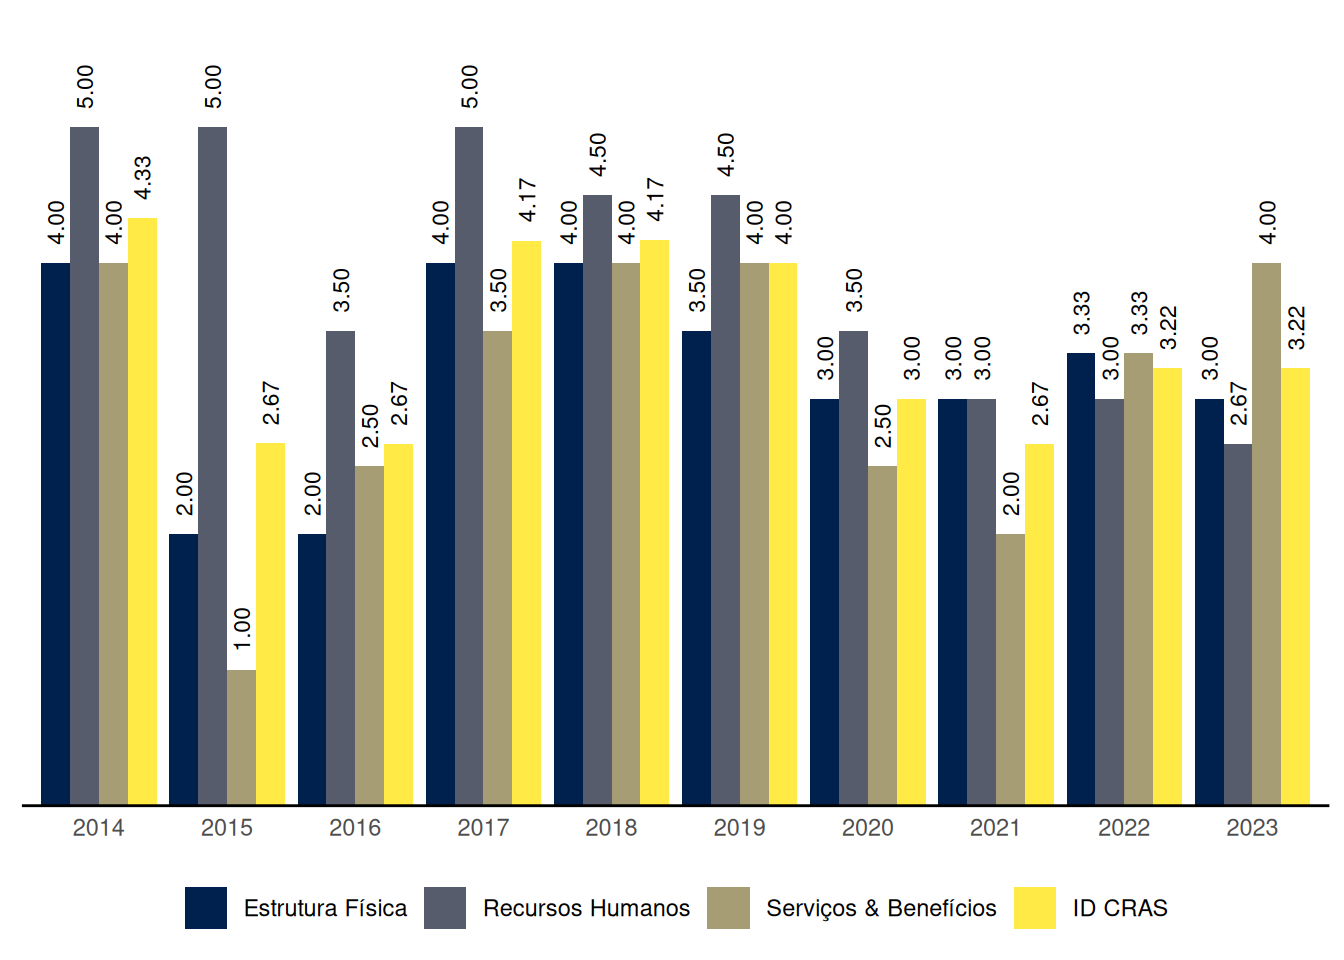 4.00 5.00 4.00 4.33
2.00 5.00 1.00 2.67
2.00 3.50 2.50 2.67
4.00 5.00 3.50 4.17
4.00 4.50 4.00 4.17
3.50 4.50 4.00 4.00
3.00 3.50 2.50 3.00
3.00 3.00 2.00 2.67
3.33 3.00 3.33 3.22
3.00 2.67 4.00 3.22
2014 2015 2016 2017 2018 2019 2020 2021 2022 2023
Estrutura Física Recursos Humanos Serviços & Benefícios ID CRAS